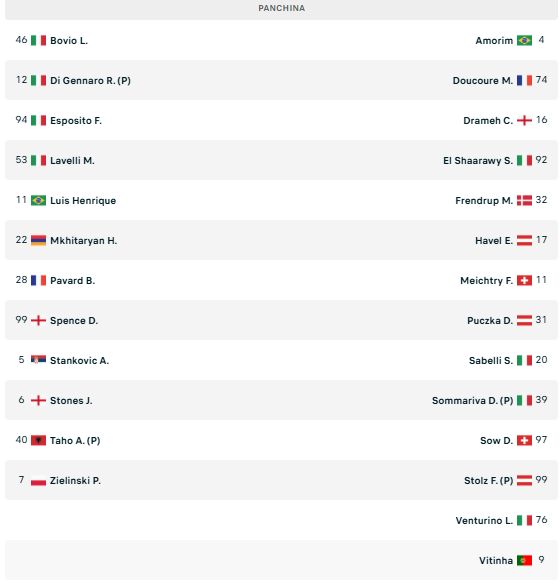 PANCHINA
46 Bovio L. Amorim 4
12 Di Gennaro R. (P) Doucoure M. 74
94 Esposito F. Drameh C. 16
53 Lavelli M. El Shaarawy S. 92
11 Luis Henrique Frendrup M. 32
22 Mkhitaryan H. Havel E. 17
28 Pavard B. Meichtry F. 11
99 Spence D. Puczka D. 31
5 Stankovic A. Sabelli S. 20
6 Stones J. Sommariva D. (P) 39
40 Taho A. (P) Sow D. 97
7 Zielinski P. Stolz F. (P) 99
Venturino L. 76
Vitinha 9